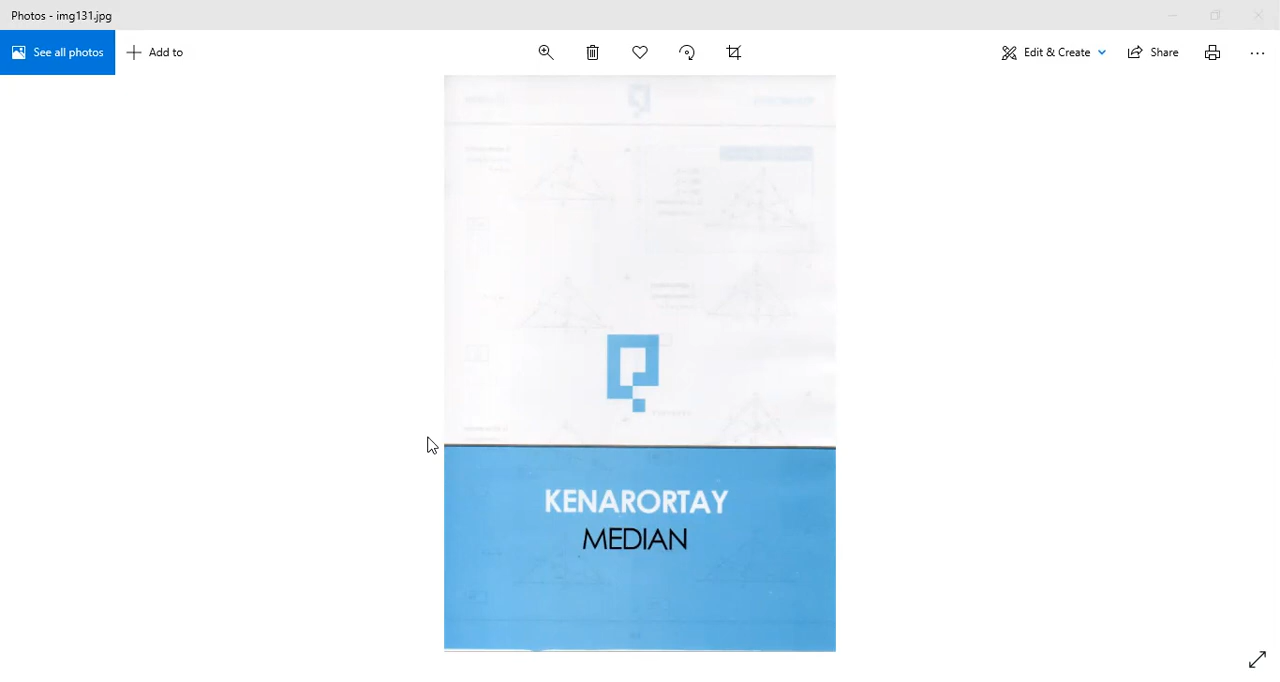 Photos - img131.jpg
See all photos
Add to
Edit & Create
Share
KENARORTAY
MEDIAN